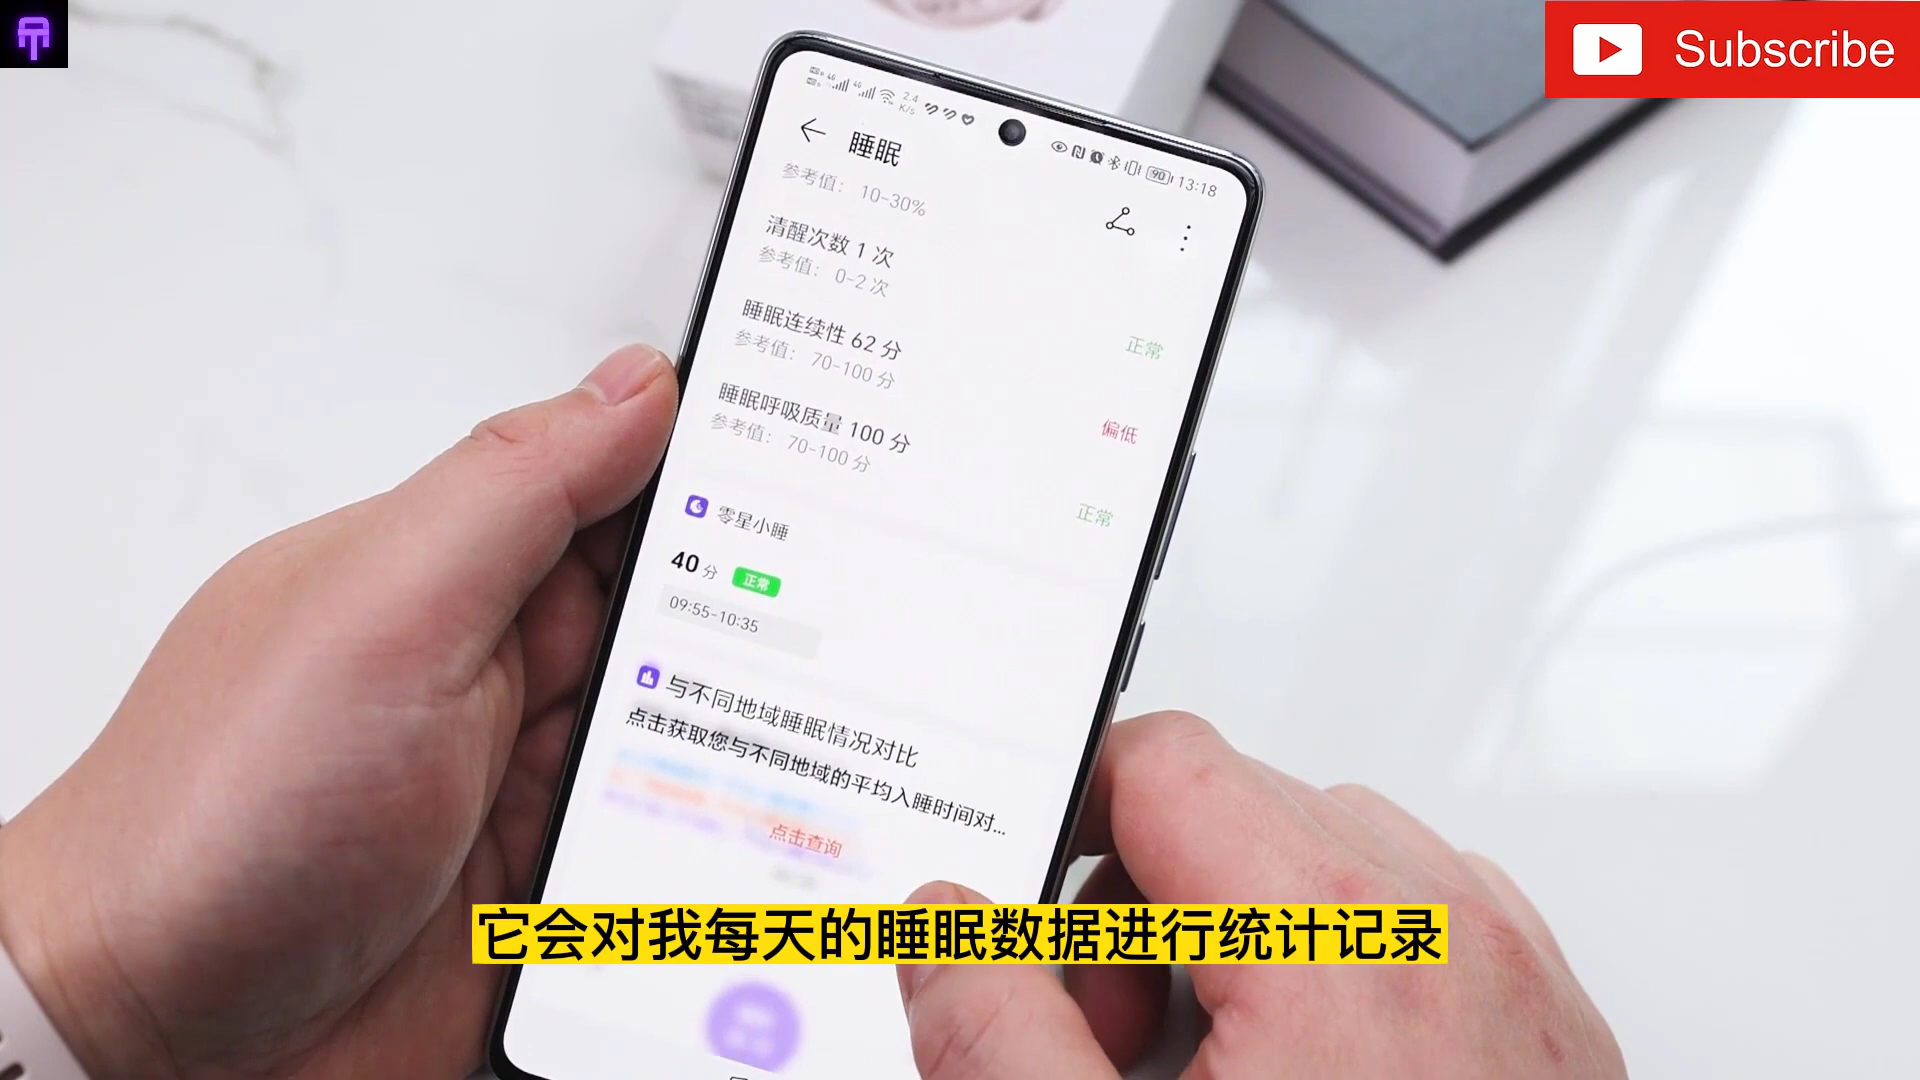 Subscribe
2.4
K/s
90
13:18
睡眠
参考值： 10-30%
清醒次数 1 次
参考值： 0-2 次
正常
睡眠连续性 62 分
参考值： 70-100 分
偏低
睡眠呼吸质量 100 分
参考值： 70-100 分
正常
零星小睡
40 分 正常
09:55-10:35
与不同地域睡眠情况对比
点击获取您与不同地域的平均入睡时间对...
点击查询
它会对我每天的睡眠数据进行统计记录